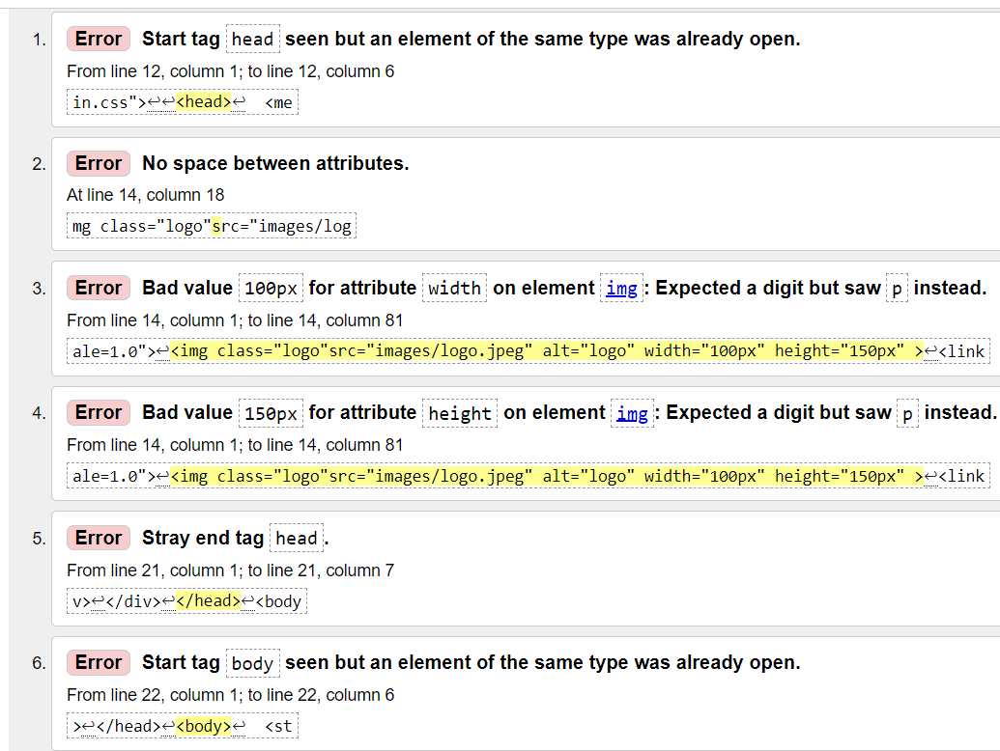 1. Error Start tag head seen but an element of the same type was already open.
From line 12, column 1; to line 12, column 6
in.css">↩↩<head>↩  <me
2. Error No space between attributes.
At line 14, column 18
mg class="logo"src="images/log
3. Error Bad value 100px for attribute width on element img: Expected a digit but saw p instead.
From line 14, column 1; to line 14, column 81
ale=1.0">↩<img class="logo"src="images/logo.jpeg" alt="logo" width="100px" height="150px" >↩<link
4. Error Bad value 150px for attribute height on element img: Expected a digit but saw p instead.
From line 14, column 1; to line 14, column 81
ale=1.0">↩<img class="logo"src="images/logo.jpeg" alt="logo" width="100px" height="150px" >↩<link
5. Error Stray end tag head.
From line 21, column 1; to line 21, column 7
v>↩</div>↩</head>↩<body
6. Error Start tag body seen but an element of the same type was already open.
From line 22, column 1; to line 22, column 6
>↩</head>↩<body>↩  <st